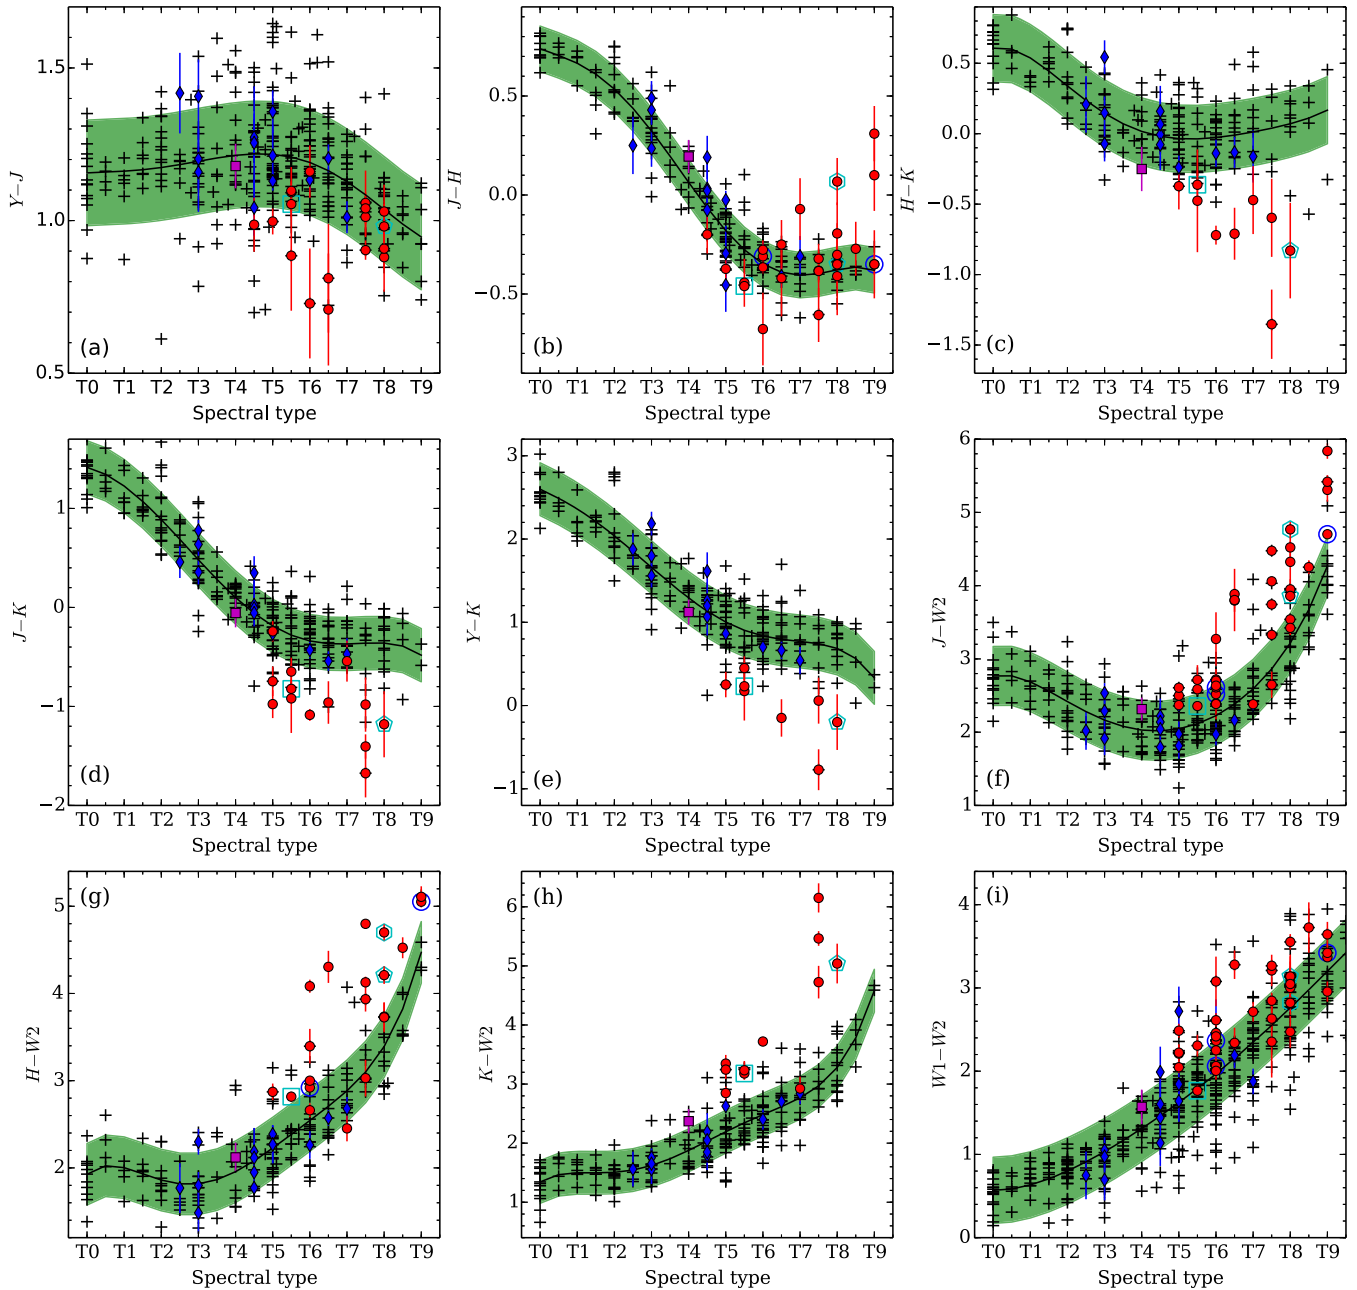 1.5
1.0
0.5
Y−J
(a)
T0 T1 T2 T3 T4 T5 T6 T7 T8 T9
Spectral type
0.5
0.0
−0.5
J−H
(b)
T0 T1 T2 T3 T4 T5 T6 T7 T8 T9
Spectral type
0.5
0.0
−0.5
−1.0
−1.5
H−K
(c)
T0 T1 T2 T3 T4 T5 T6 T7 T8 T9
Spectral type
1
0
−1
−2
J−K
(d)
T0 T1 T2 T3 T4 T5 T6 T7 T8 T9
Spectral type
3
2
1
0
−1
Y−K
(e)
T0 T1 T2 T3 T4 T5 T6 T7 T8 T9
Spectral type
6
5
4
3
2
1
J−W2
(f)
T0 T1 T2 T3 T4 T5 T6 T7 T8 T9
Spectral type
5
4
3
2
H−W2
(g)
T0 T1 T2 T3 T4 T5 T6 T7 T8 T9
Spectral type
6
5
4
3
2
1
K−W2
(h)
T0 T1 T2 T3 T4 T5 T6 T7 T8 T9
Spectral type
4
3
2
1
0
W1−W2
(i)
T0 T1 T2 T3 T4 T5 T6 T7 T8 T9
Spectral type